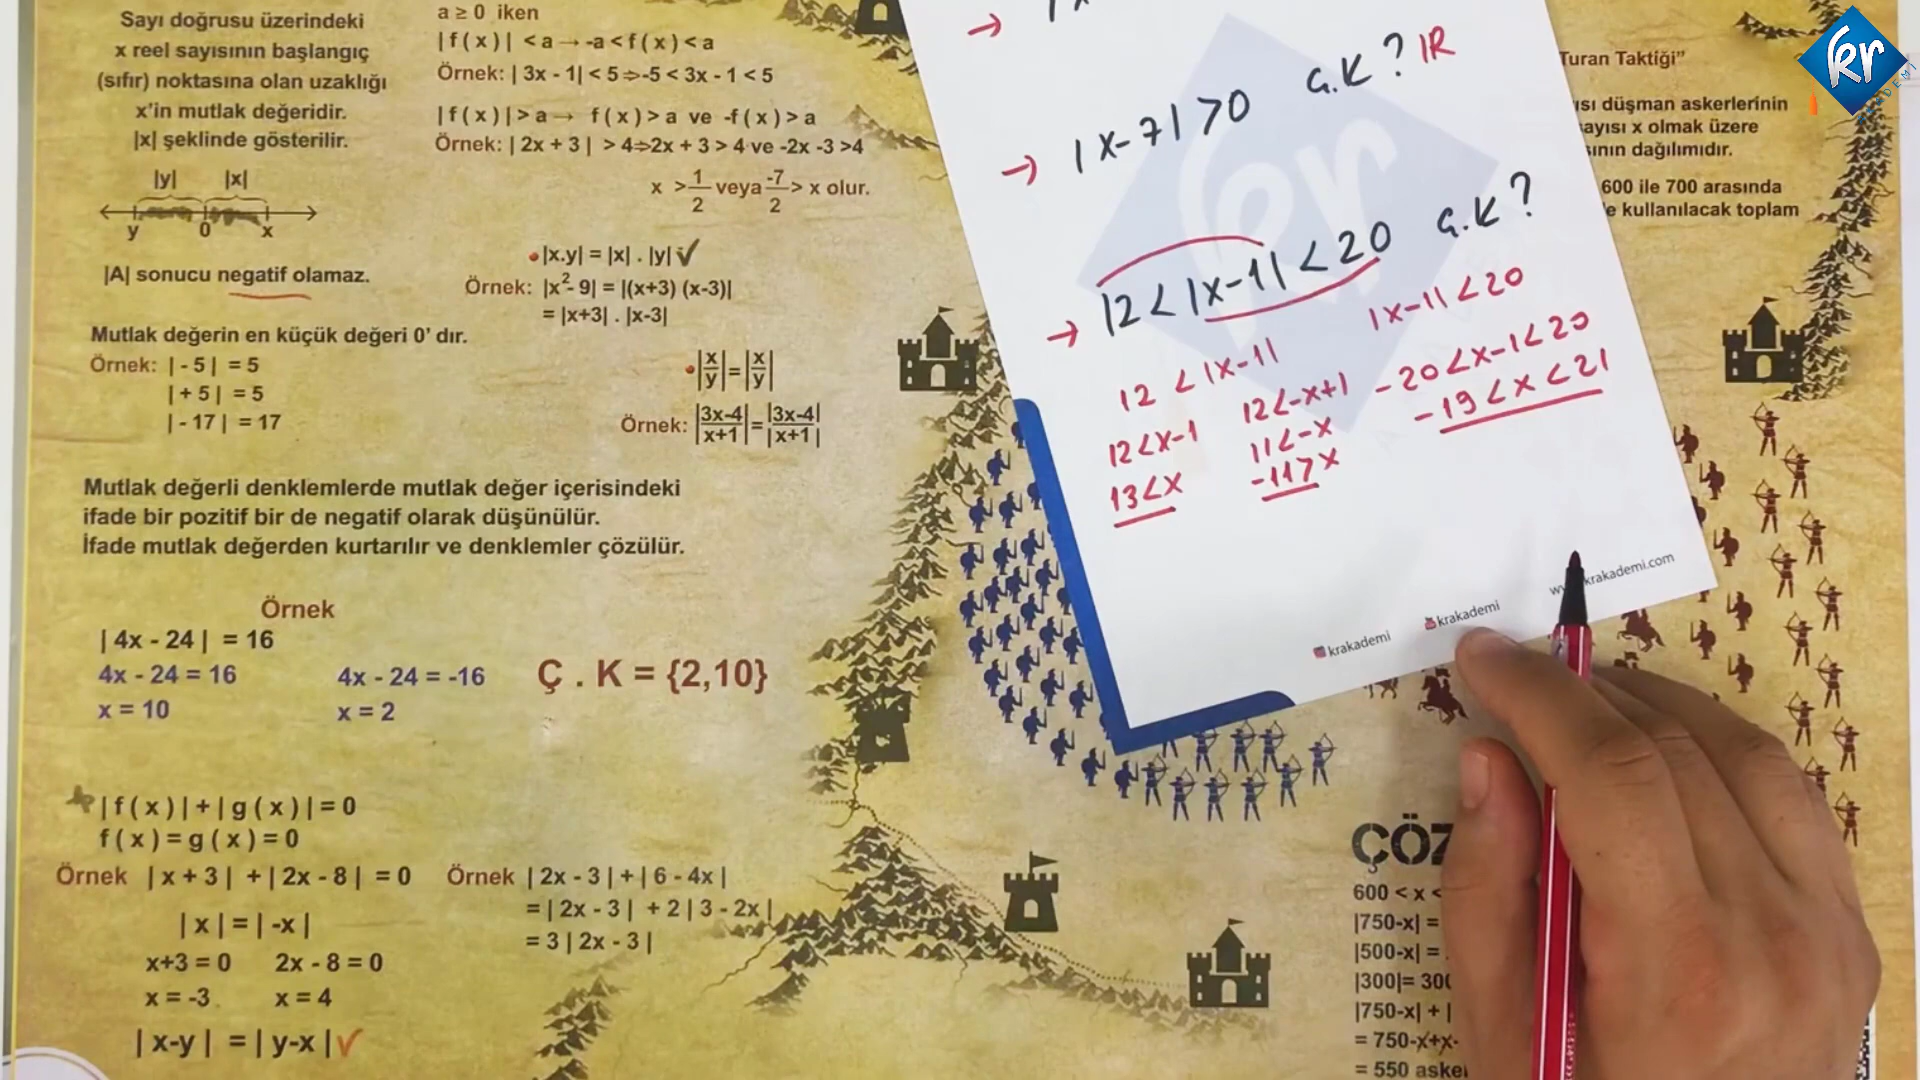 Sayı doğrusu üzerindeki
x reel sayısının başlangıç
(sıfır) noktasına olan uzaklığı
x'in mutlak değeridir.
|x| şeklinde gösterilir.
|y| |x|
y 0 x
|A| sonucu negatif olamaz.
Mutlak değerin en küçük değeri 0' dır.
Örnek: | - 5 | = 5
| + 5 | = 5
| - 17 | = 17
a ≥ 0 iken
| f ( x ) | < a → -a < f ( x ) < a
Örnek: | 3x - 1| < 5 ⇒ -5 < 3x - 1 < 5
| f ( x ) | > a → f ( x ) > a ve -f ( x ) > a
Örnek: | 2x + 3 | > 4 ⇒ 2x + 3 > 4 ve -2x -3 >4
x > 1/2 veya -7/2 > x olur.
• |x.y| = |x| . |y| ✓
Örnek: |x² - 9| = |(x+3) (x-3)|
= |x+3| . |x-3|
• |x/y| = |x/y|
Örnek: |3x-4/x+1| = |3x-4|/|x+1|
Mutlak değerli denklemlerde mutlak değer içerisindeki
ifade bir pozitif bir de negatif olarak düşünülür.
İfade mutlak değerden kurtarılır ve denklemler çözülür.
Örnek
| 4x - 24 | = 16
4x - 24 = 16 4x - 24 = -16
x = 10 x = 2
Ç . K = {2,10}
| f ( x ) | + | g ( x ) | = 0
f ( x ) = g ( x ) = 0
Örnek | x + 3 | + | 2x - 8 | = 0
| x | = | -x |
x+3 = 0 2x - 8 = 0
x = -3 x = 4
| x-y | = | y-x | ✓
Örnek | 2x - 3 | + | 6 - 4x |
= | 2x - 3 | + 2 | 3 - 2x |
= 3 | 2x - 3 |
→
→ |x-7| > 0 Ç.K ? IR
→ 12 < |x-1| < 20 Ç.K ?
12 < |x-1| |x-1| < 20
12 < x-1 12 < -x+1 -20 < x-1 < 20
13 < x 11 < -x -19 < x < 21
-11 > x
krakademi
krakademi
krakademi.com
kr
Turan Taktiği"
düşman askerlerinin
x olmak üzere
dağılımıdır.
600 ile 700 arasında
kullanılacak toplam
600 < x <
|750-x| =
|500-x| =
|300|= 300
|750-x| + |
= 750-x+x-
= 550